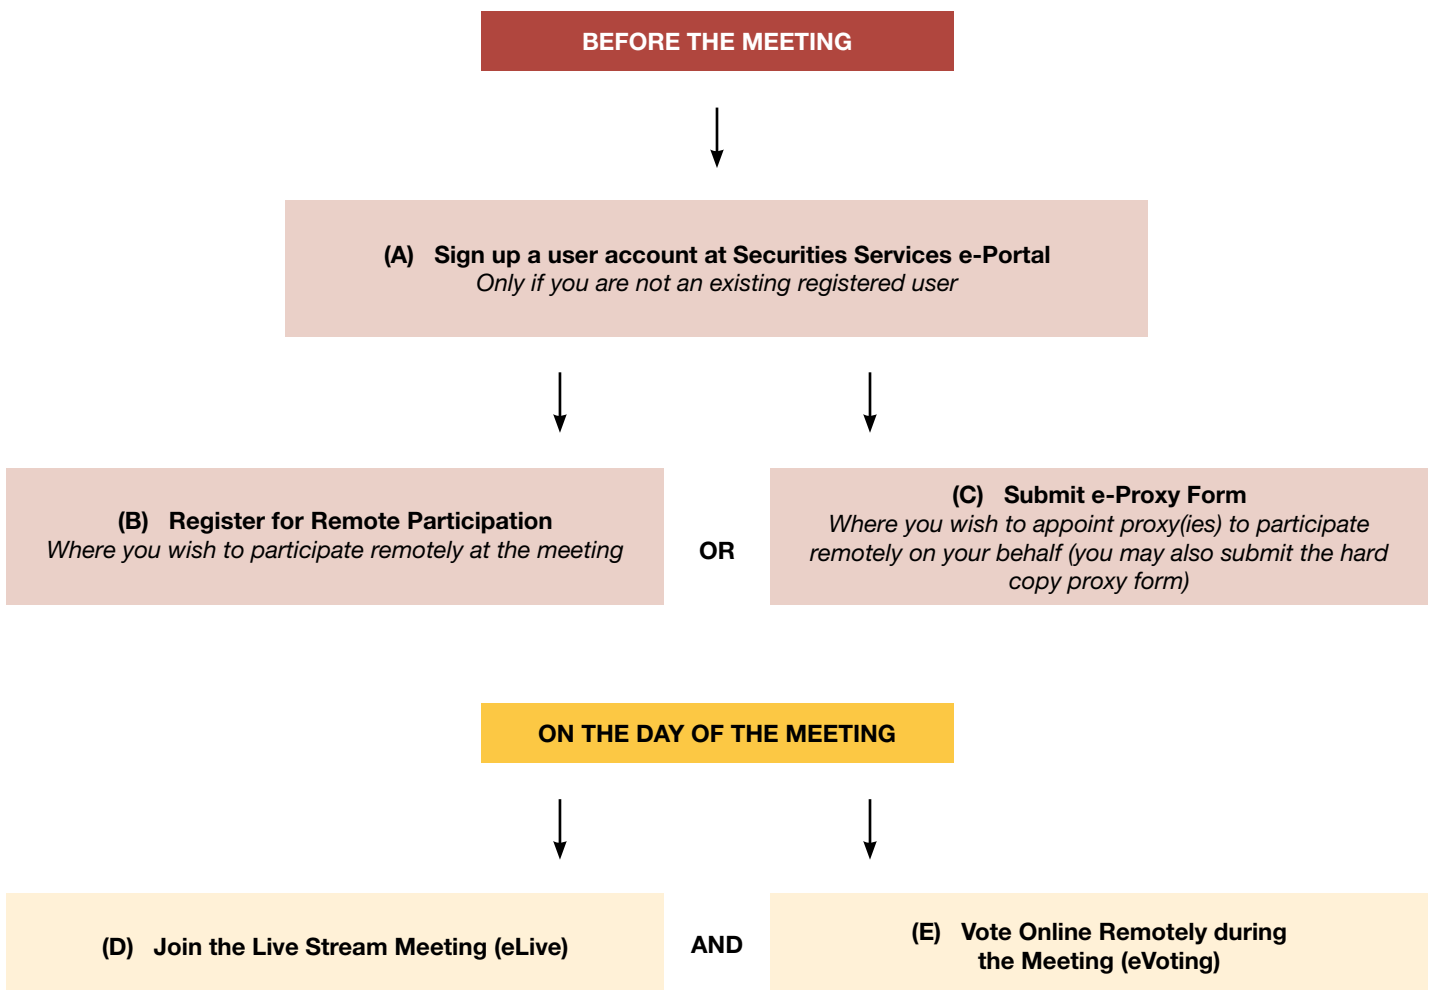 BEFORE THE MEETING
(A) Sign up a user account at Securities Services e-Portal
Only if you are not an existing registered user
(B) Register for Remote Participation
Where you wish to participate remotely at the meeting
OR
(C) Submit e-Proxy Form
Where you wish to appoint proxy(ies) to participate
remotely on your behalf (you may also submit the hard
copy proxy form)
ON THE DAY OF THE MEETING
(D) Join the Live Stream Meeting (eLive)
AND
(E) Vote Online Remotely during
the Meeting (eVoting)